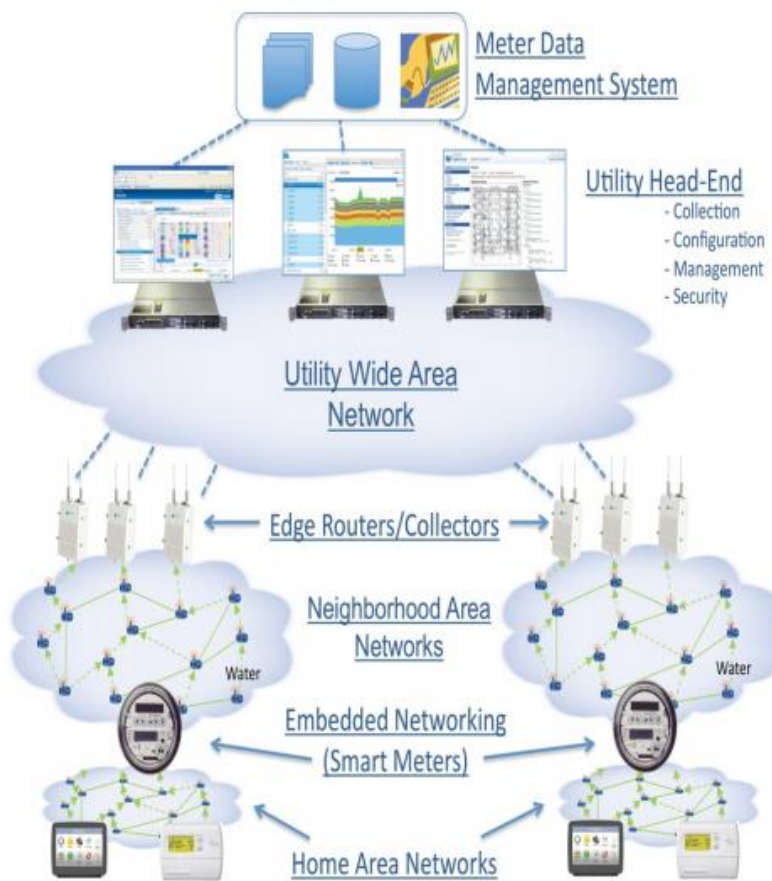 Meter Data
Management System
Utility Head-End
- Collection
- Configuration
- Management
- Security
Utility Wide Area
Network
Edge Routers/Collectors
Neighborhood Area
Networks
Water
Water
Embedded Networking
(Smart Meters)
Home Area Networks